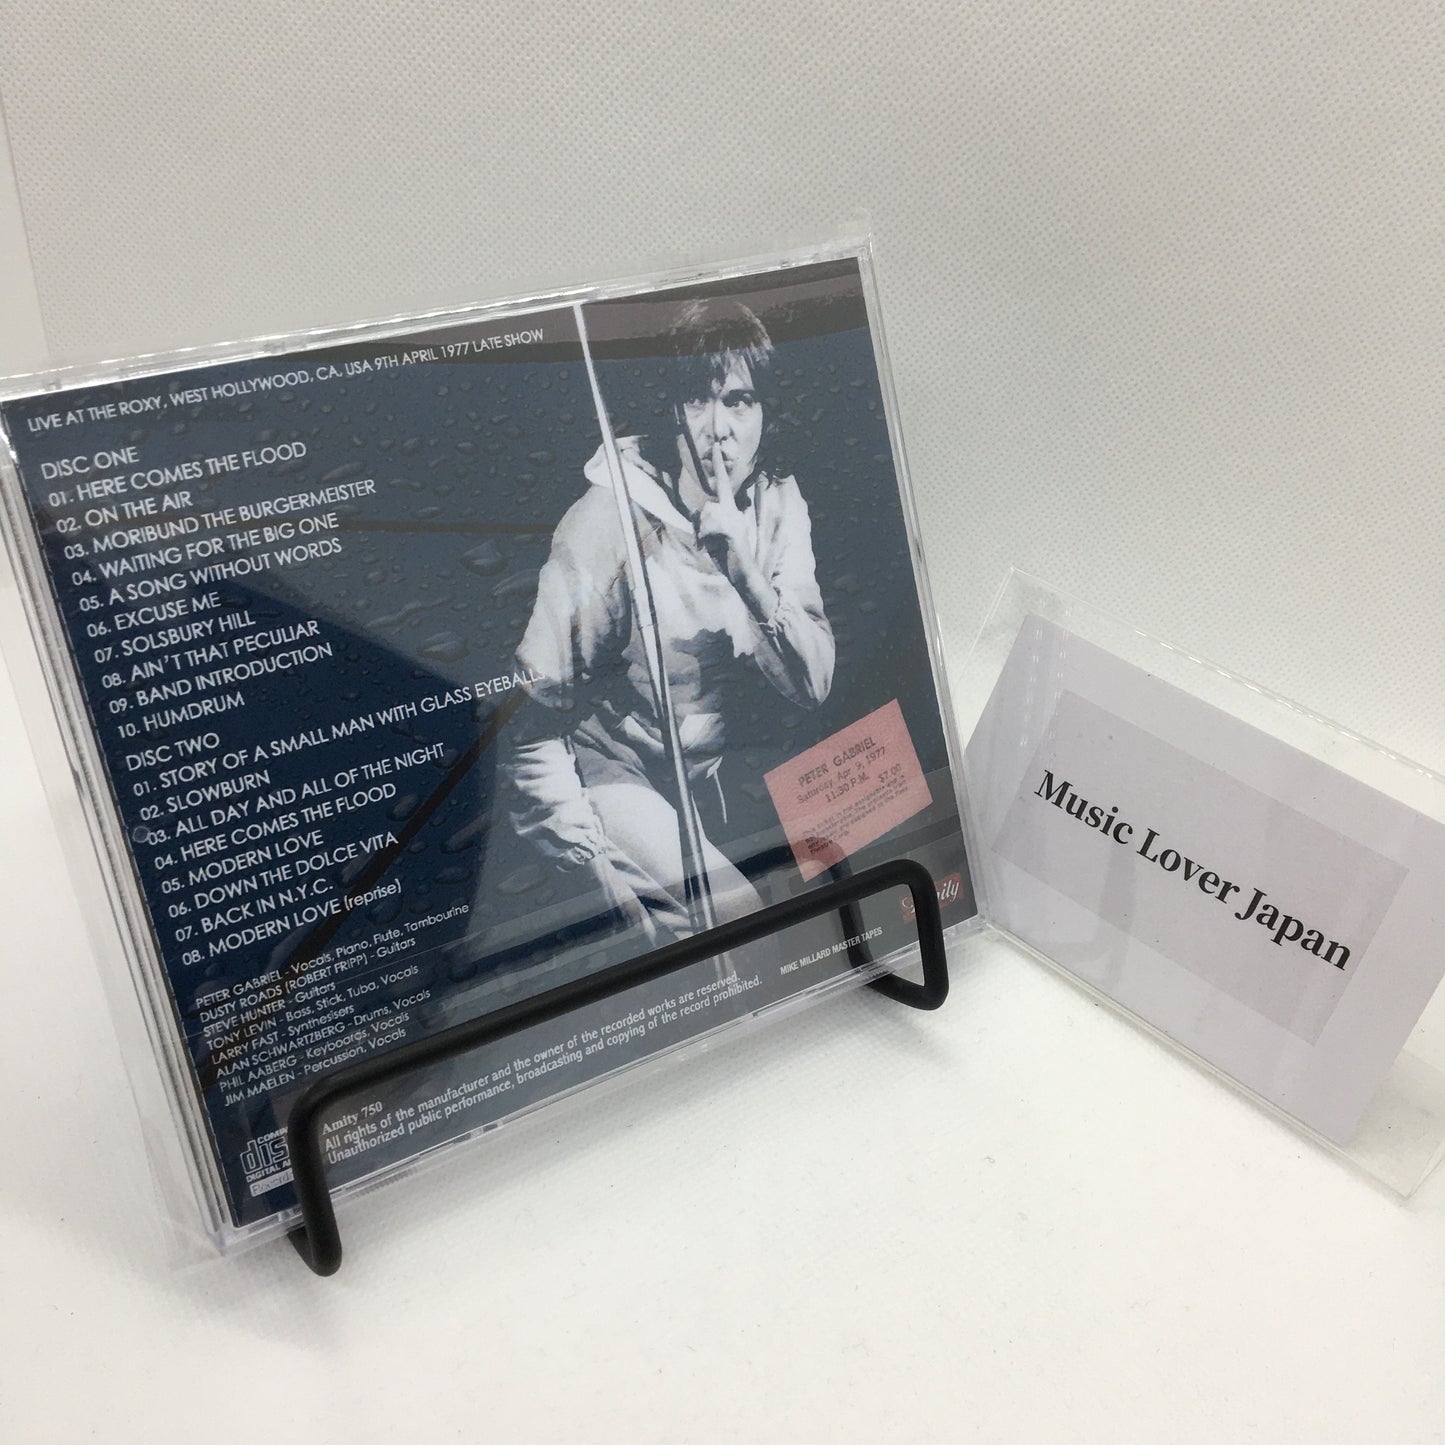 LIVE AT THE ROXY, WEST HOLLYWOOD, CA, USA 9TH APRIL 1977 LATE SHOW
DISC ONE
01. HERE COMES THE FLOOD
02. ON THE AIR
03. MORIBUND THE BURGERMEISTER
04. WAITING FOR THE BIG ONE
05. A SONG WITHOUT WORDS
06. EXCUSE ME
07. SOLSBURY HILL
08. AIN'T THAT PECULIAR
09. BAND INTRODUCTION
10. HUMDRUM
DISC TWO
01. STORY OF A SMALL MAN WITH GLASS EYEBALLS
02. SLOWBURN
03. ALL DAY AND ALL OF THE NIGHT
04. HERE COMES THE FLOOD
05. MODERN LOVE
06. DOWN THE DOLCE VITA
07. BACK IN N.Y.C.
08. MODERN LOVE (reprise)
PETER GABRIEL - Vocals, Piano, Flute, Tambourine
DUSTY ROADS (ROBERT FRIPP) - Guitars
STEVE HUNTER - Guitars
TONY LEVIN - Bass, Stick, Tuba, Vocals
LARRY FAST - Synthesisers
ALAN SCHWARTZBERG - Drums, Vocals
PHIL AABERG - Keyboards, Vocals
JIM MAELEN - Percussion, Vocals
PETER GABRIEL
Saturday, Apr 9, 1977
11:30 P.M. $7.00
MIKE MILLARD MASTER TAPES
Amity 750
All rights of the manufacturer and the owner of the recorded works are reserved.
Unauthorized public performance, broadcasting and copying of the record prohibited.
DIGITAL
Music Lover Japan